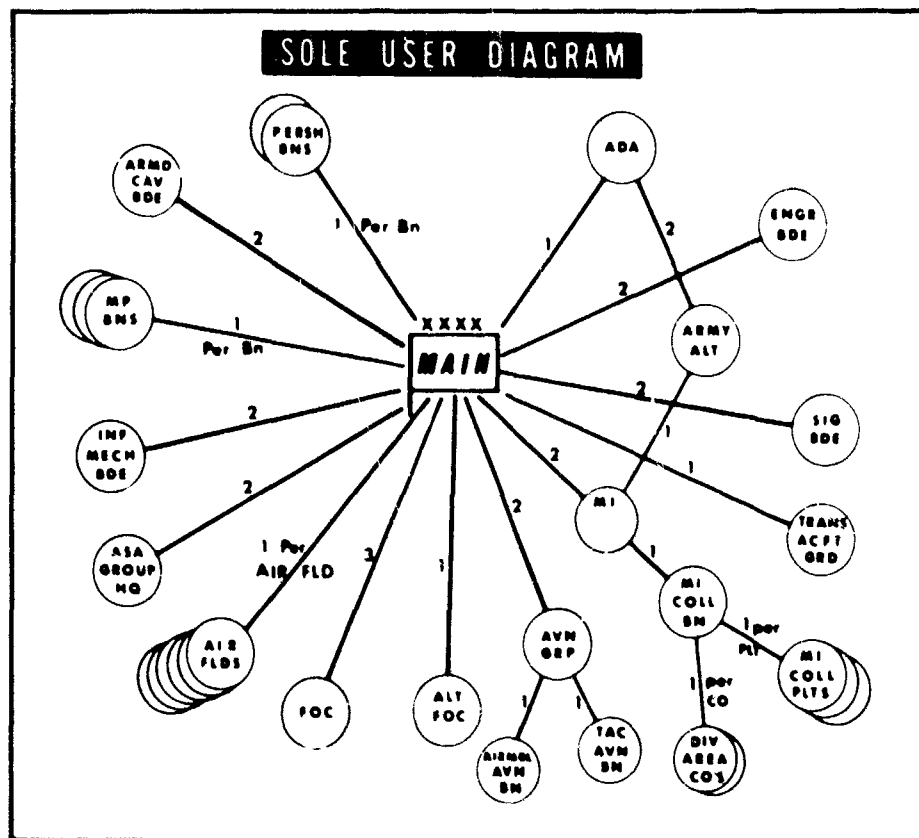 SOLE USER DIAGRAM
PERSH
BNS
ADA
ARMD
CAV
BDE
ENGR
BDE
2
1 Per Bn
1
2
2
MP
BNS
1
Per Bn
XXXX
MAIN
ARMY
ALT
INF
MECH
BDE
2
2
SIG
BDE
1
1
ASA
GROUP
HQ
2
2
2
MI
TRANS
ACFT
GRD
1 Per
AIR FLD
3
1
1
MI
COLL
BN
AIR
FLDS
AVN
GRP
1 per
PLT
MI
COLL
PLTS
FOC
ALT
FOC
1
1
1 per
CO
AIRMBL
AVN
BN
TAC
AVN
BN
DIV
AREA
COS